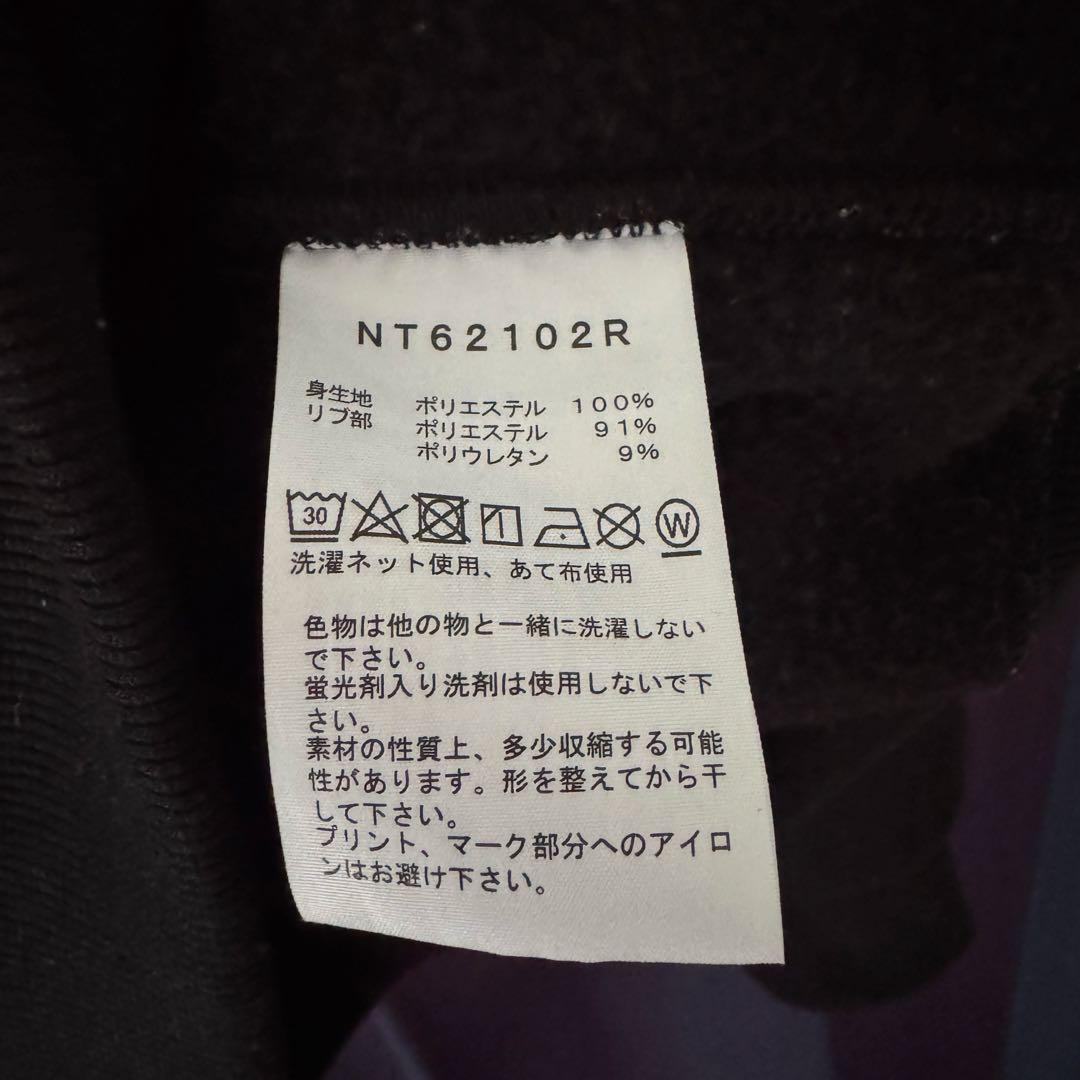 NT62102R
身生地 ポリエステル 100%
リブ部 ポリエステル 91%
ポリウレタン 9%
30 W
洗濯ネット使用、あて布使用
色物は他の物と一緒に洗濯しない
で下さい。
蛍光剤入り洗剤は使用しないで下
さい。
素材の性質上、多少収縮する可能
性があります。形を整えてから干
して下さい。
プリント、マーク部分へのアイロ
ンはお避け下さい。